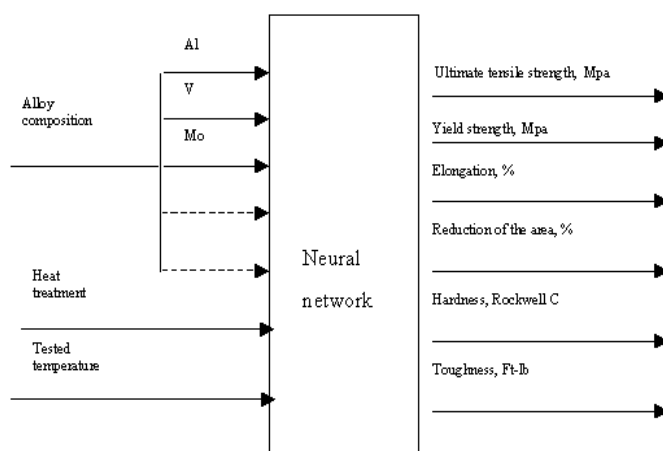 Al
V
Mo
Alloy
composition
Heat
treatment
Tested
temperature
Neural
network
Ultimate tensile strength, Mpa
Yield strength, Mpa
Elongation, %
Reduction of the area, %
Hardness, Rockwell C
Toughness, Ft-lb